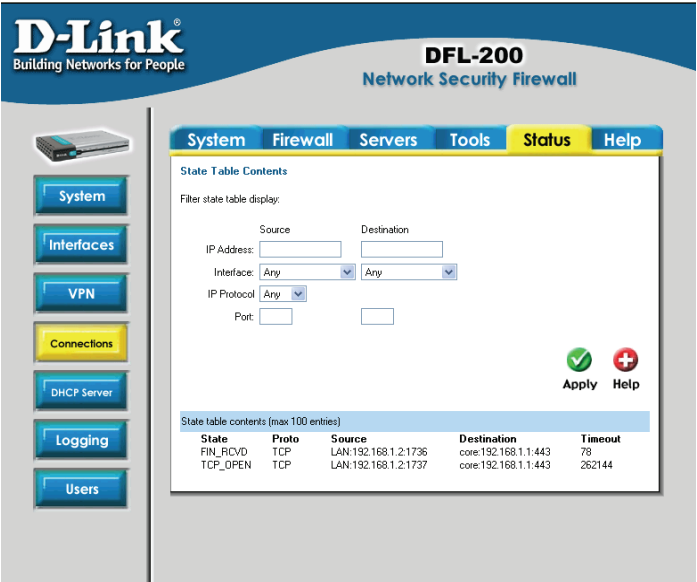 D-Link®
Building Networks for People
DFL-200
Network Security Firewall
System Firewall Servers Tools Status Help
System
Interfaces
VPN
Connections
DHCP Server
Logging
Users
State Table Contents
Filter state table display:
Source Destination
IP Address:
Interface: Any Any
IP Protocol Any
Port:
Apply Help
State table contents (max 100 entries)
State Proto Source Destination Timeout
FIN_RCVD TCP LAN:192.168.1.2:1736 core:192.168.1.1:443 78
TCP_OPEN TCP LAN:192.168.1.2:1737 core:192.168.1.1:443 262144